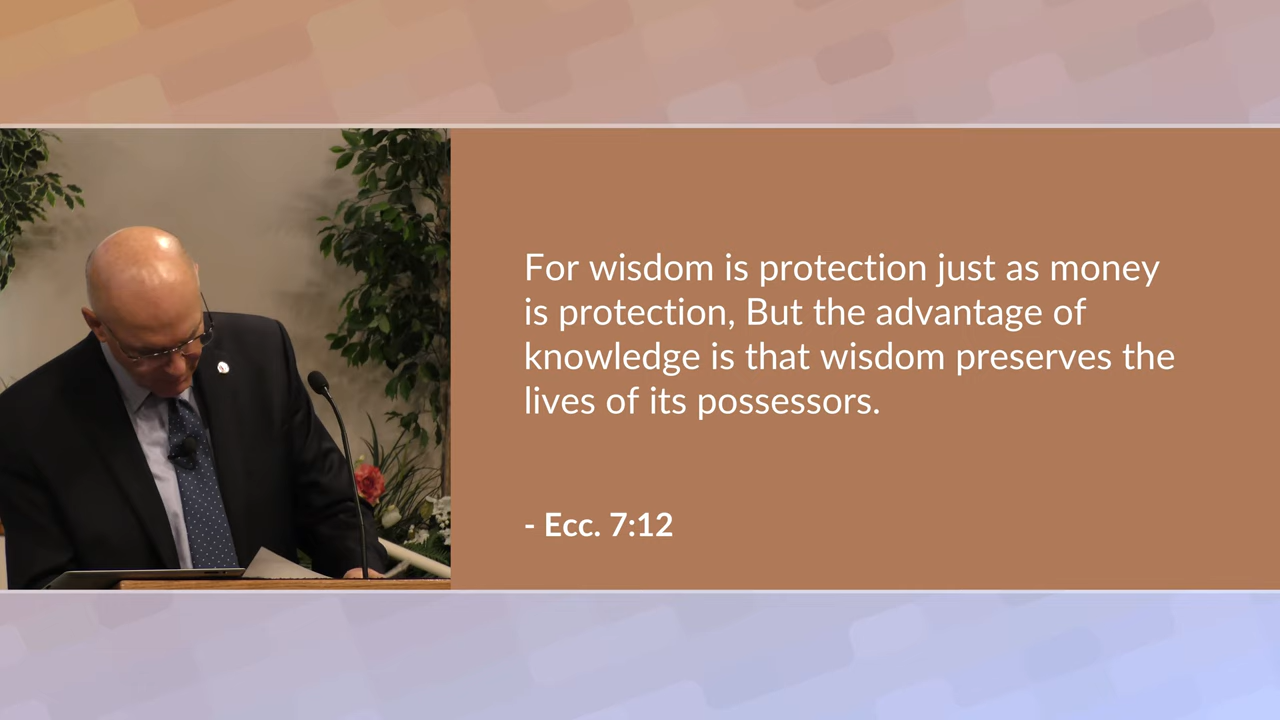 For wisdom is protection just as money
is protection, But the advantage of
knowledge is that wisdom preserves the
lives of its possessors.
- Ecc. 7:12